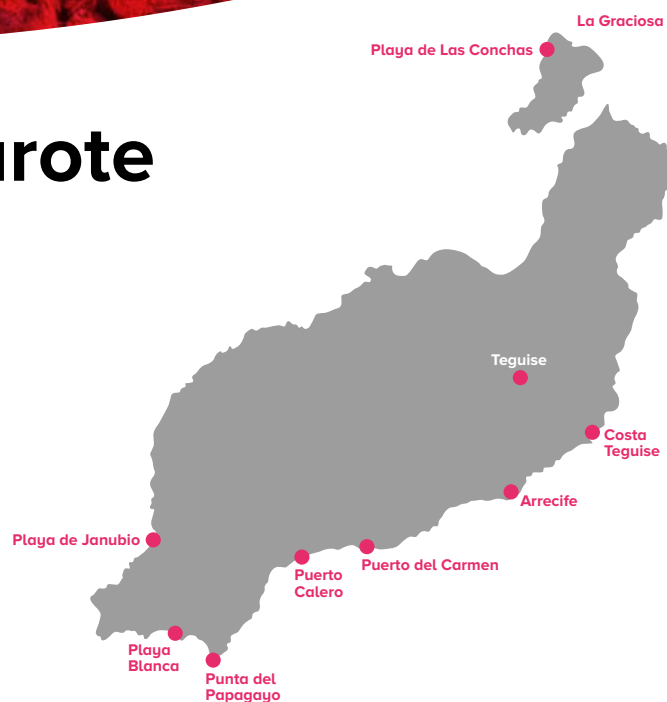 La Graciosa
Playa de Las Conchas
Teguise
Costa
Teguise
Arrecife
Playa de Janubio
Puerto del Carmen
Puerto
Calero
Playa
Blanca
Punta del
Papagayo